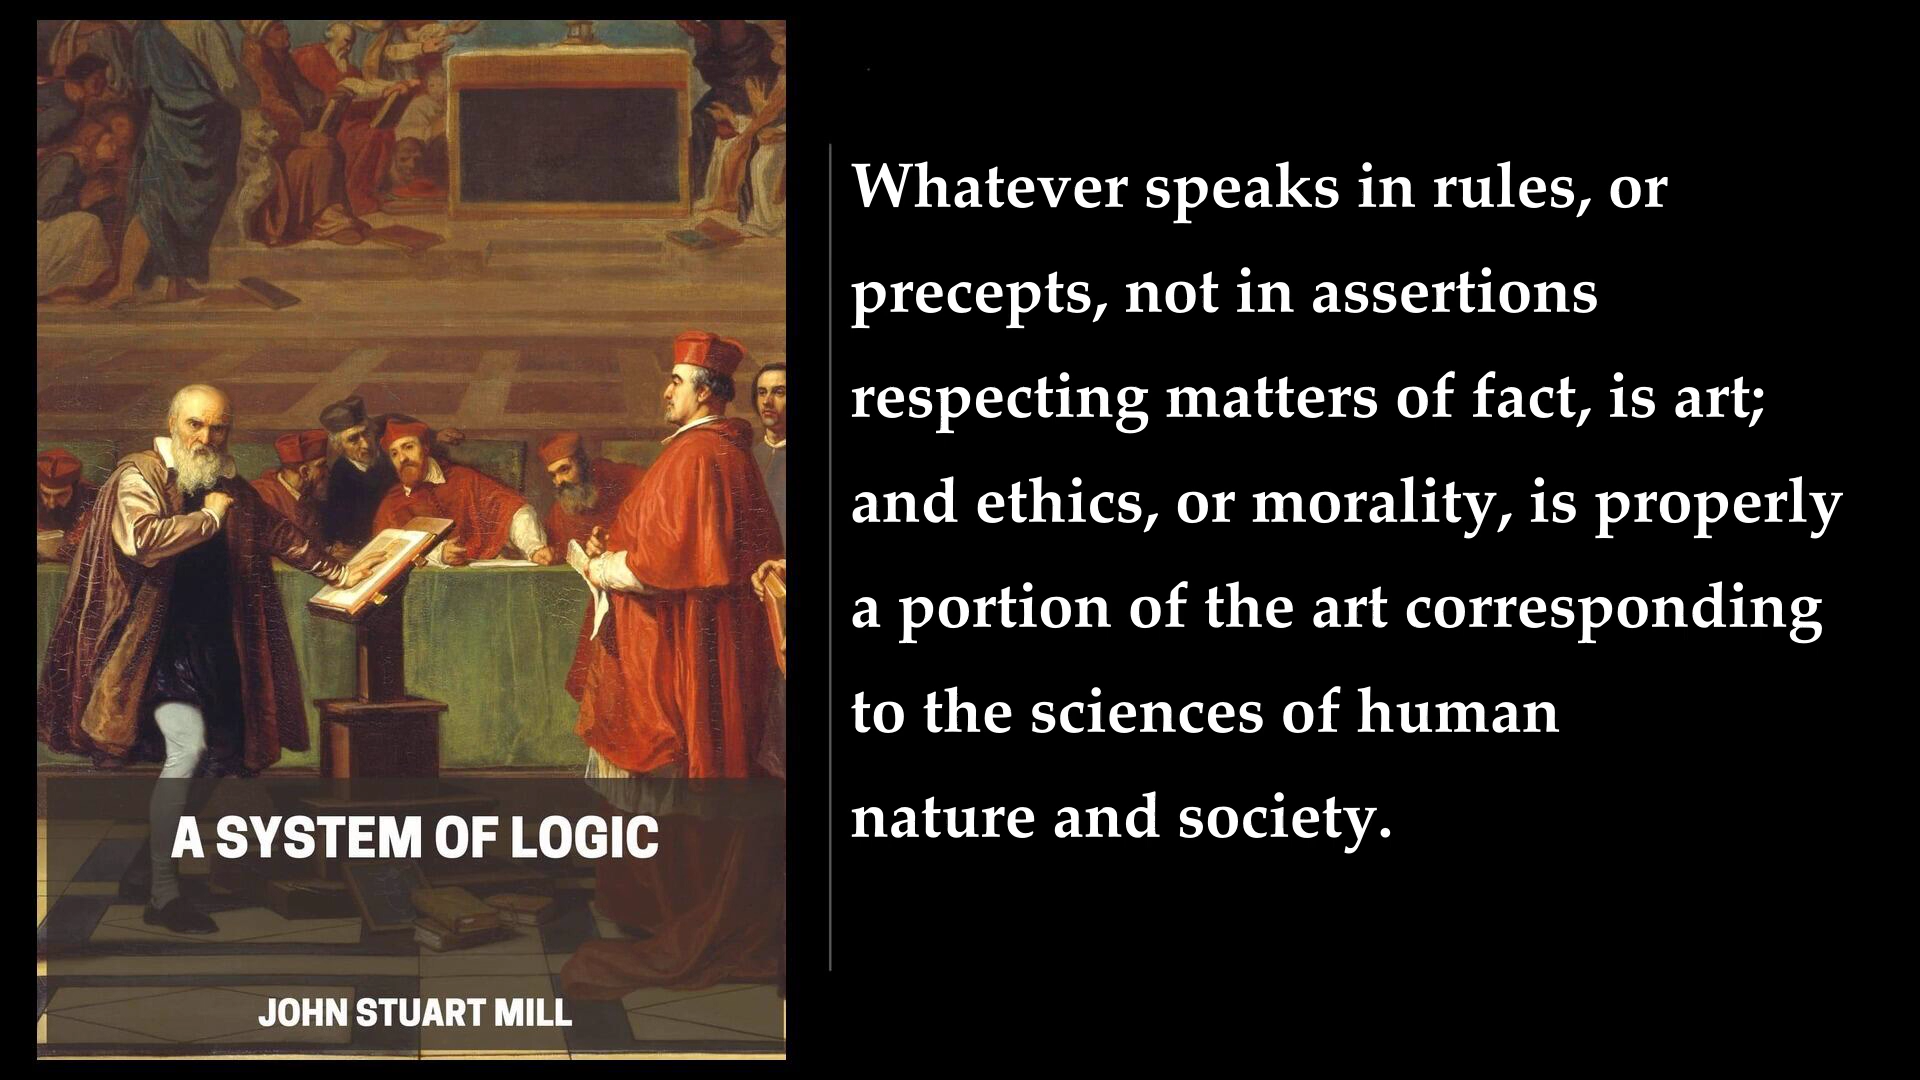 A SYSTEM OF LOGIC
JOHN STUART MILL
Whatever speaks in rules, or
precepts, not in assertions
respecting matters of fact, is art;
and ethics, or morality, is properly
a portion of the art corresponding
to the sciences of human
nature and society.